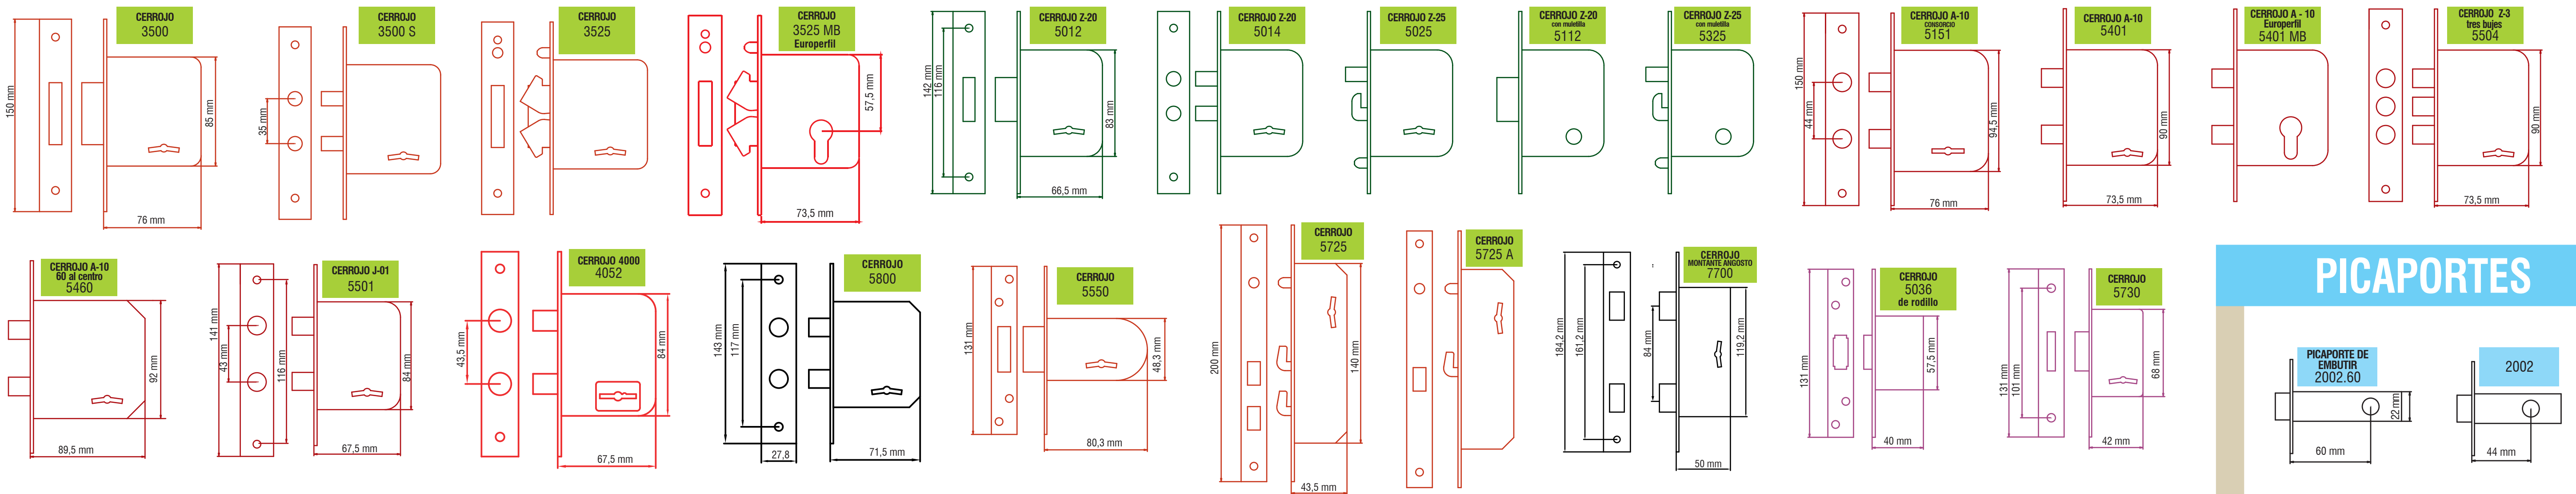 CERROJO
3500
150 mm
85 mm
76 mm
CERROJO
3500 S
35 mm
CERROJO
3525
CERROJO
3525 MB
Europerfil
57,5 mm
73,5 mm
CERROJO Z-20
5012
142 mm
116 mm
83 mm
66,5 mm
CERROJO Z-20
5014
CERROJO Z-25
5025
CERROJO Z-20
con muletilla
5112
CERROJO Z-25
con muletilla
5325
CERROJO A-10
CONSORCIO
5151
150 mm
44 mm
94,5 mm
76 mm
CERROJO A-10
5401
90 mm
73,5 mm
CERROJO A - 10
Europerfil
5401 MB
CERROJO Z-3
tres bujes
5504
90 mm
73,5 mm
CERROJO A-10
60 al centro
5460
92 mm
89,5 mm
CERROJO J-01
5501
141 mm
43 mm
116 mm
84 mm
67,5 mm
CERROJO 4000
4052
43,5 mm
84 mm
67,5 mm
CERROJO
5800
143 mm
117 mm
27,8
71,5 mm
CERROJO
5550
131 mm
48,3 mm
80,3 mm
CERROJO
5725
200 mm
140 mm
43,5 mm
CERROJO
5725 A
CERROJO
MONTANTE ANGOSTO
7700
184,2 mm
161,2 mm
84 mm
119,2 mm
50 mm
CERROJO
5036
de rodillo
131 mm
57,5 mm
40 mm
CERROJO
5730
131 mm
101 mm
68 mm
42 mm
PICAPORTES
PICAPORTE DE
EMBUTIR
2002.60
22 mm
60 mm
2002
44 mm